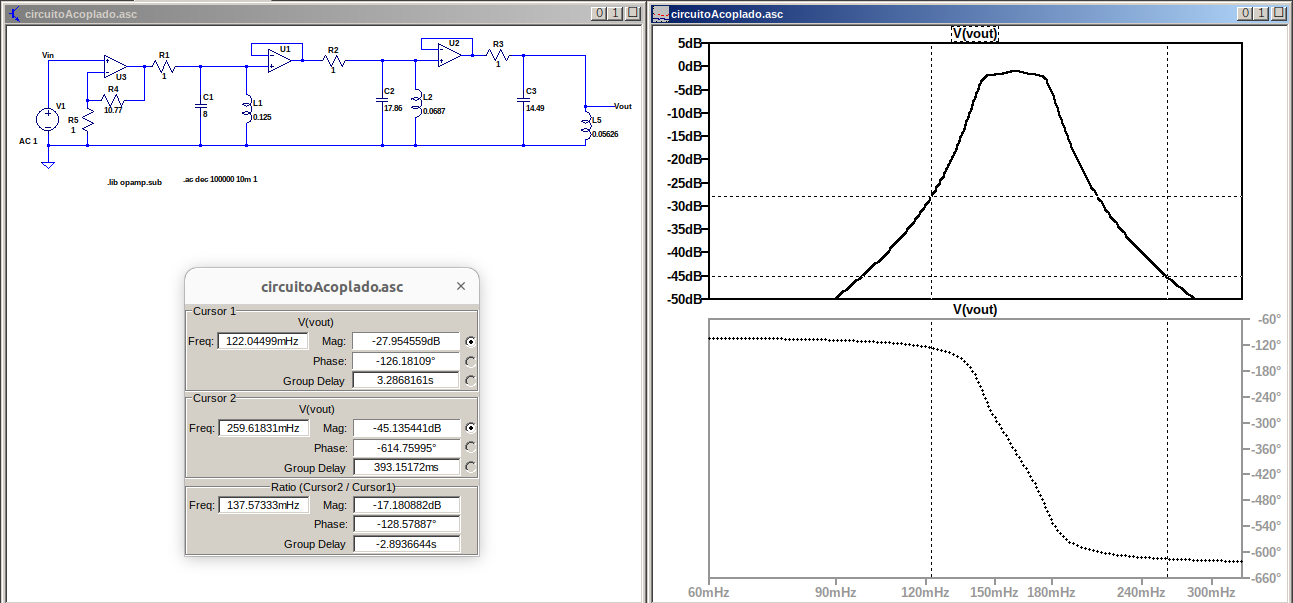 circuitoAcoplado.asc
0 1
circuitoAcoplado.asc
0 1
Vin
U3
R1
1
U1
R2
1
U2
R3
1
R4
10.77
V1
R5
1
AC 1
C1
8
L1
0.125
C2
17.86
L2
0.0687
C3
14.49
Vout
L5
0.05626
.lib opamp.sub
.ac dec 100000 10m 1
circuitoAcoplado.asc ×
Cursor 1
V(vout)
Freq: 122.04499mHz Mag: -27.954559dB
Phase: -126.18109°
Group Delay 3.2868161s
Cursor 2
V(vout)
Freq: 259.61831mHz Mag: -45.135441dB
Phase: -614.75995°
Group Delay 393.15172ms
Ratio (Cursor2 / Cursor1)
Freq: 137.57333mHz Mag: -17.180882dB
Phase: -128.57887°
Group Delay -2.8936644s
V(vout)
5dB
0dB
-5dB
-10dB
-15dB
-20dB
-25dB
-30dB
-35dB
-40dB
-45dB
-50dB
V(vout)
-60°
-120°
-180°
-240°
-300°
-360°
-420°
-480°
-540°
-600°
-660°
60mHz 90mHz 120mHz 150mHz 180mHz 240mHz 300mHz